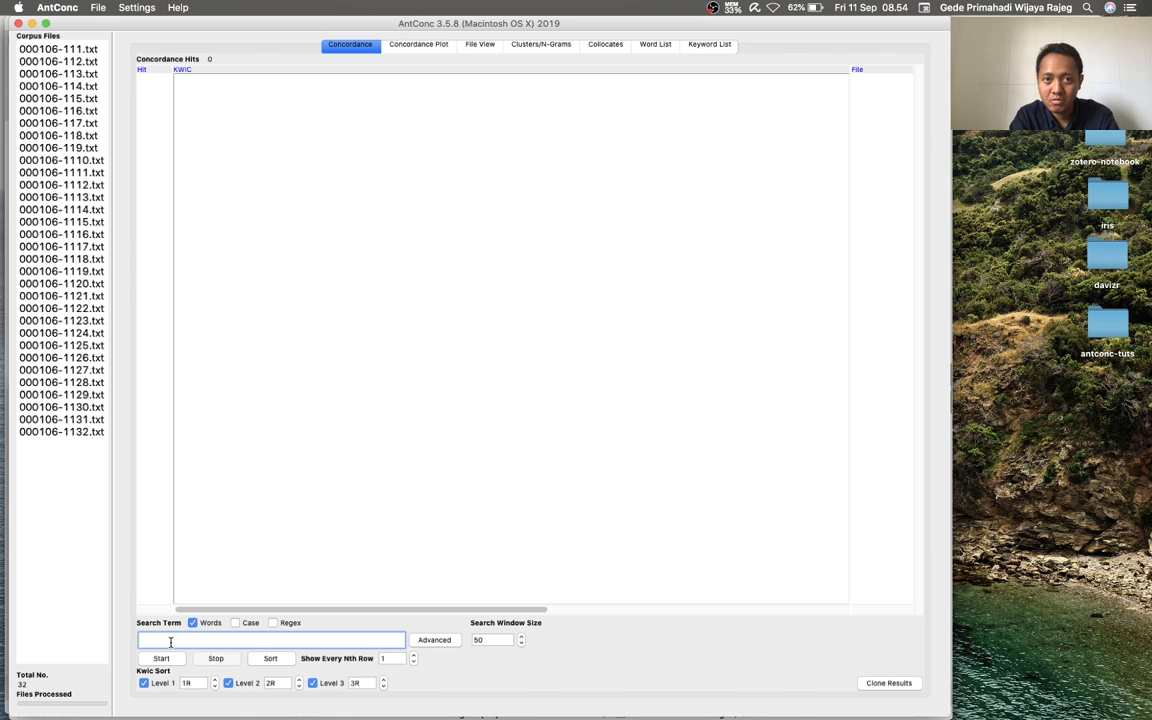 AntConc File Settings Help MEM 33% 62% Fri 11 Sep 08.54 Gede Primahadi Wijaya Rajeg
AntConc 3.5.8 (Macintosh OS X) 2019
Corpus Files
000106-111.txt
000106-112.txt
000106-113.txt
000106-114.txt
000106-115.txt
000106-116.txt
000106-117.txt
000106-118.txt
000106-119.txt
000106-1110.txt
000106-1111.txt
000106-1112.txt
000106-1113.txt
000106-1114.txt
000106-1115.txt
000106-1116.txt
000106-1117.txt
000106-1118.txt
000106-1119.txt
000106-1120.txt
000106-1121.txt
000106-1122.txt
000106-1123.txt
000106-1124.txt
000106-1125.txt
000106-1126.txt
000106-1127.txt
000106-1128.txt
000106-1129.txt
000106-1130.txt
000106-1131.txt
000106-1132.txt
Total No.
32
Files Processed
Concordance Concordance Plot File View Clusters/N-Grams Collocates Word List Keyword List
Concordance Hits 0
Hit KWIC File
Search Term Words Case Regex Search Window Size
Advanced 50
Start Stop Sort Show Every Nth Row 1
Kwic Sort
Level 1 1R Level 2 2R Level 3 3R Clone Results
zotero-notebook
iris
davizr
antconc-tuts